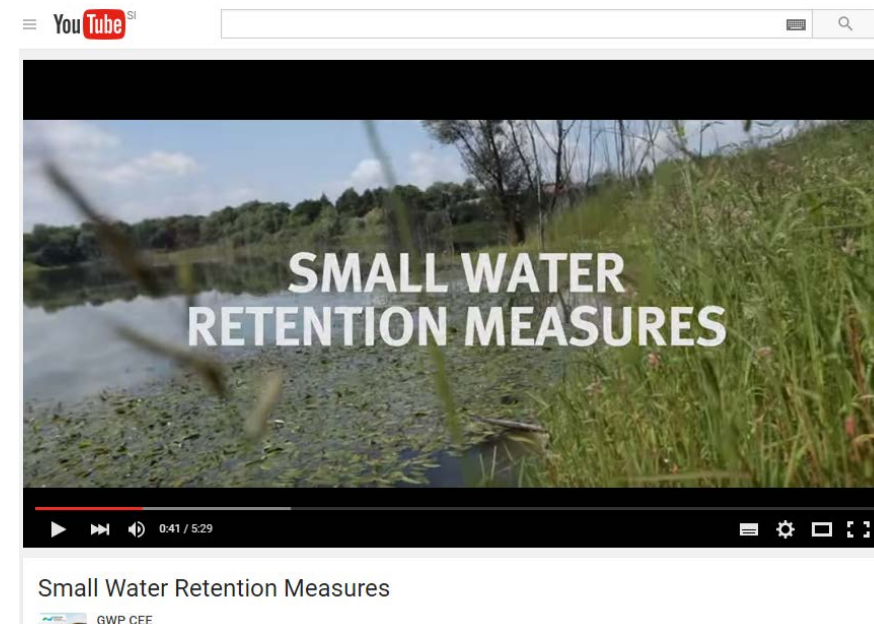 YouTube SI
SMALL WATER
RETENTION MEASURES
0:41 / 5:29
Small Water Retention Measures
GWP CEE